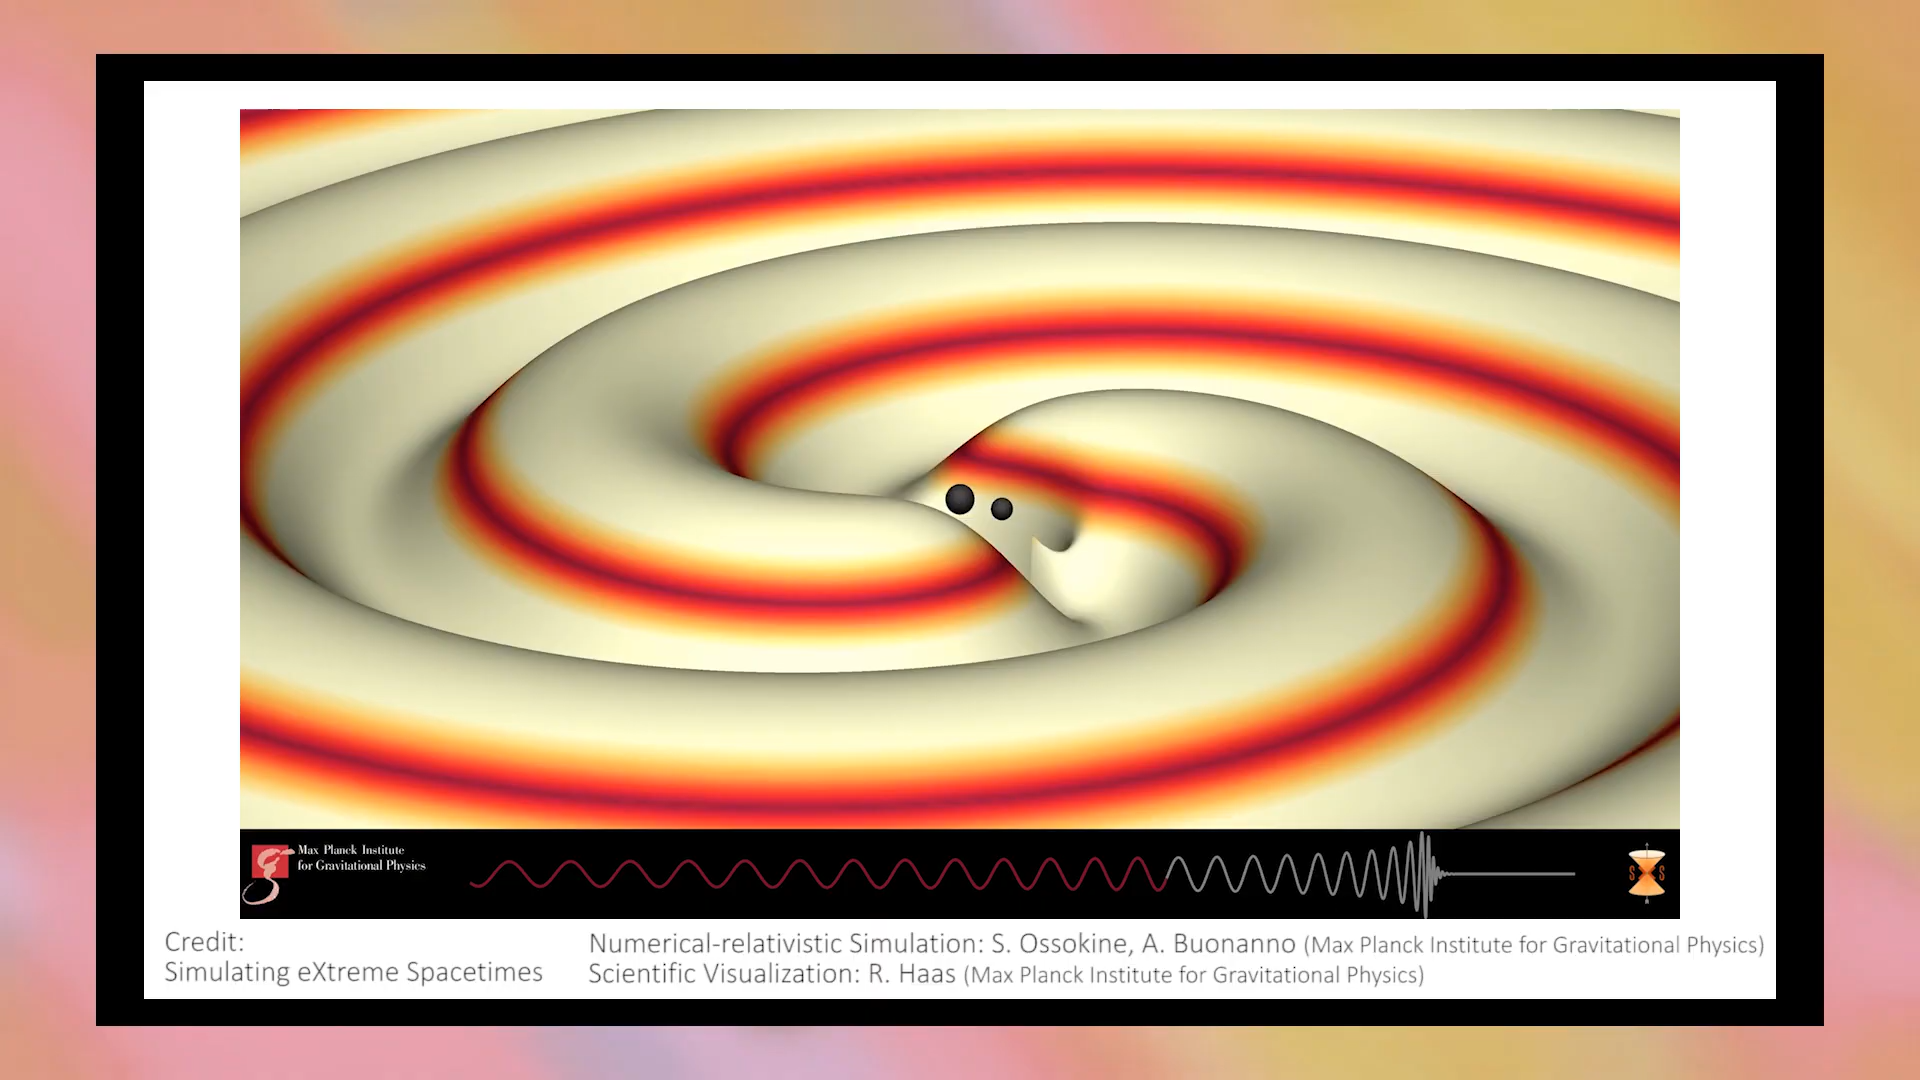 Max Planck Institute
for Gravitational Physics
S S
Credit:
Simulating eXtreme Spacetimes
Numerical-relativistic Simulation: S. Ossokine, A. Buonanno (Max Planck Institute for Gravitational Physics)
Scientific Visualization: R. Haas (Max Planck Institute for Gravitational Physics)